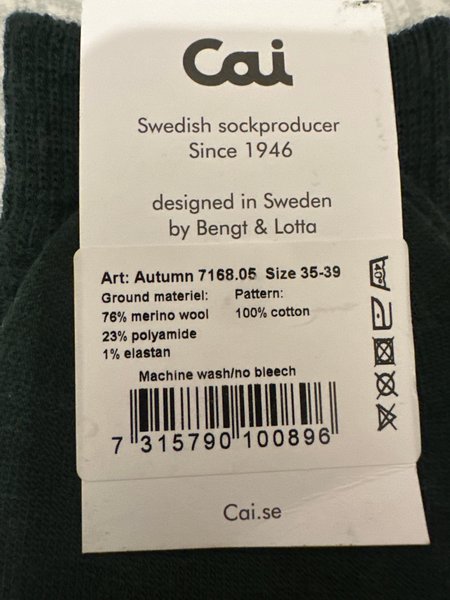 Cai
Swedish sockproducer
Since 1946
designed in Sweden
by Bengt & Lotta
Art: Autumn 7168.05 Size 35-39
Ground materiel: Pattern:
76% merino wool 100% cotton
23% polyamide
1% elastan
Machine wash/no bleech
7 315790 100896
40°
Cai.se